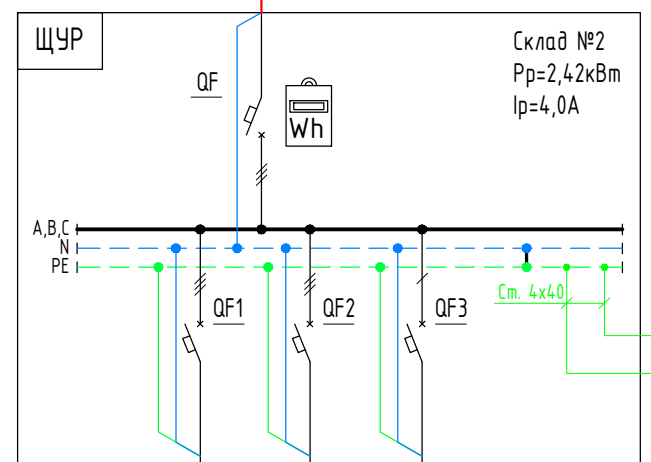 ЩУР
Склад №2
Рр=2,42кВт
Iр=4,0А
QF
Wh
A,B,C
N
PE
Ст. 4х40
QF1
QF2
QF3